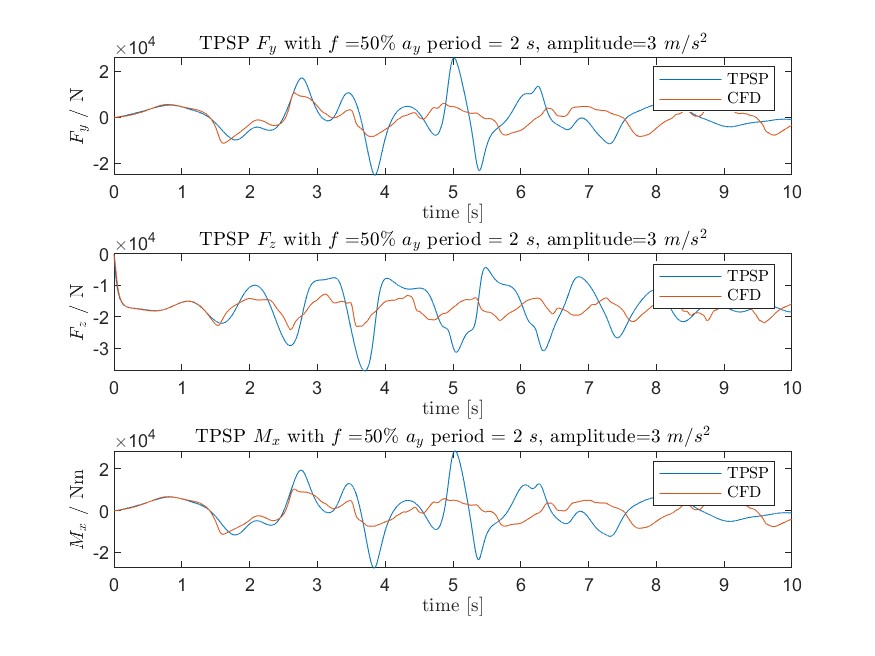 TPSP F_y with f =50% a_y period = 2 s, amplitude=3 m/s^2
×10^4
2
0
-2
F_y / N
TPSP
CFD
0 1 2 3 4 5 6 7 8 9 10
time [s]
TPSP F_z with f =50% a_y period = 2 s, amplitude=3 m/s^2
×10^4
0
-1
-2
-3
F_z / N
TPSP
CFD
0 1 2 3 4 5 6 7 8 9 10
time [s]
TPSP M_x with f =50% a_y period = 2 s, amplitude=3 m/s^2
×10^4
2
0
-2
M_x / Nm
TPSP
CFD
0 1 2 3 4 5 6 7 8 9 10
time [s]